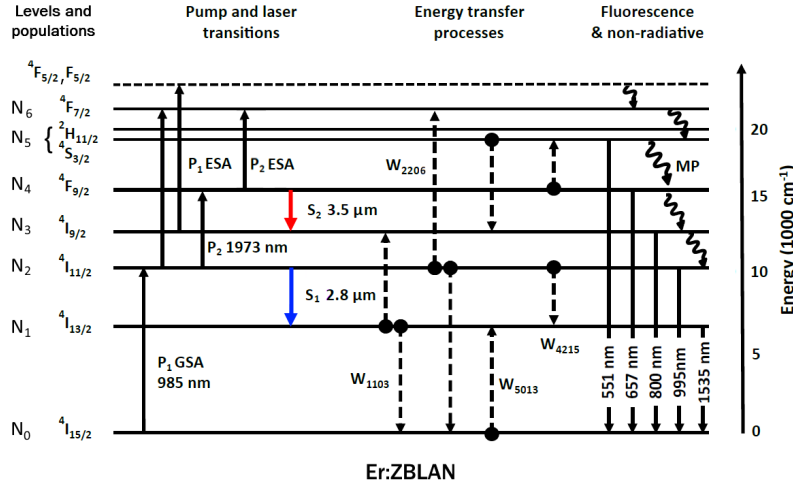 Levels and populations
Pump and laser transitions
Energy transfer processes
Fluorescence & non-radiative
⁴F₅/₂,F₅/₂
N₆ ⁴F₇/₂
N₅ { ²H₁₁/₂
⁴S₃/₂
N₄ ⁴F₉/₂
N₃ ⁴I₉/₂
N₂ ⁴I₁₁/₂
N₁ ⁴I₁₃/₂
N₀ ⁴I₁₅/₂
P₁ ESA
P₂ ESA
S₂ 3.5 µm
P₂ 1973 nm
S₁ 2.8 µm
P₁ GSA
985 nm
W₂₂₀₆
W₁₁₀₃
W₅₀₁₃
W₄₂₁₅
MP
551 nm
657 nm
800 nm
995nm
1535 nm
20
15
10
5
0
Energy (1000 cm⁻¹)
Er:ZBLAN